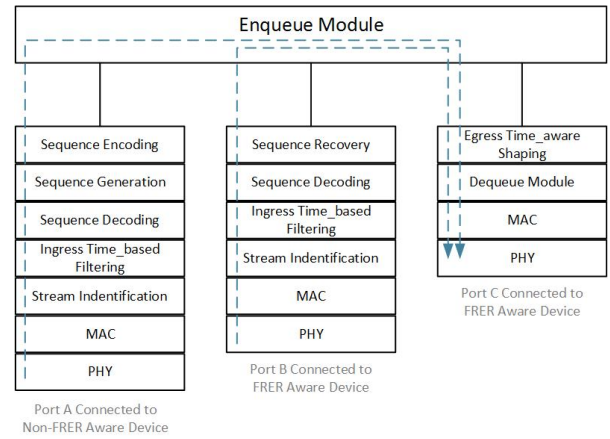 Enqueue Module
Sequence Encoding
Sequence Generation
Sequence Decoding
Ingress Time_based
Filtering
Stream Indentification
MAC
PHY
Port A Connected to
Non-FRER Aware Device
Sequence Recovery
Sequence Decoding
Ingress Time_based
Filtering
Stream Indentification
MAC
PHY
Port B Connected to
FRER Aware Device
Egress Time_aware
Shaping
Dequeue Module
MAC
PHY
Port C Connected to
FRER Aware Device